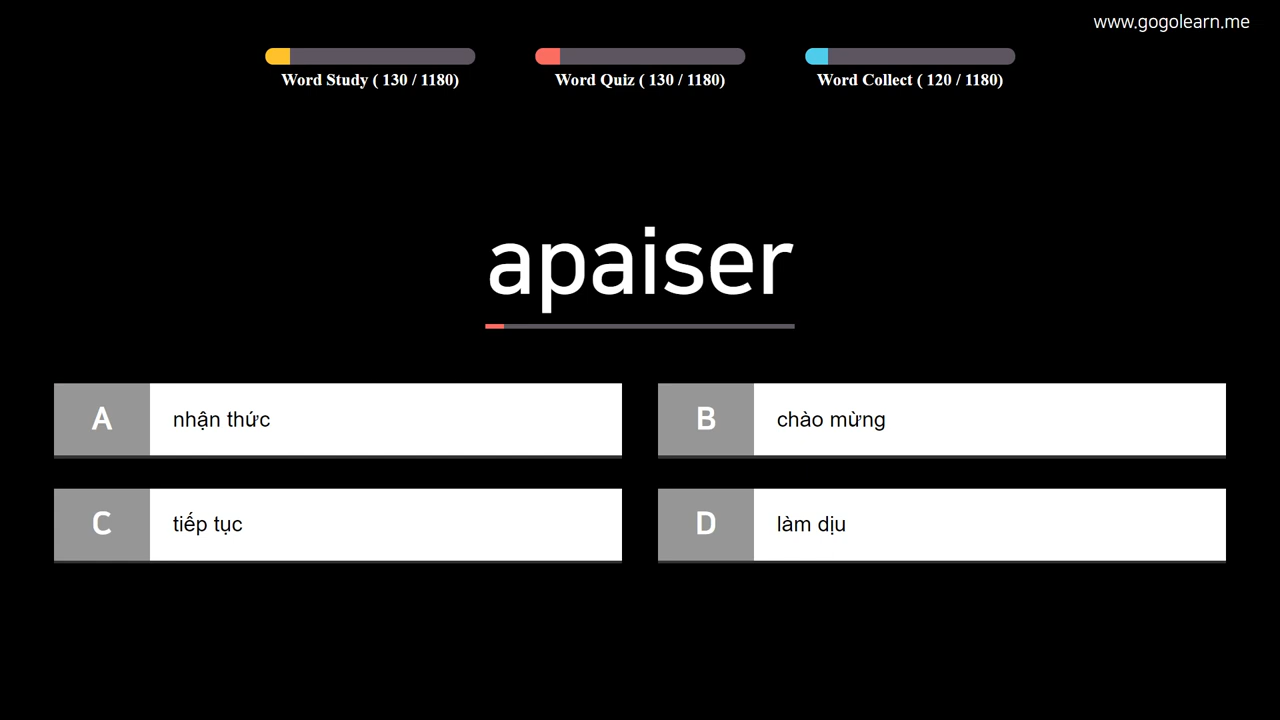 www.gogolearn.me
Word Study ( 130 / 1180)
Word Quiz ( 130 / 1180)
Word Collect ( 120 / 1180)
apaiser
A nhận thức
B chào mừng
C tiếp tục
D làm dịu